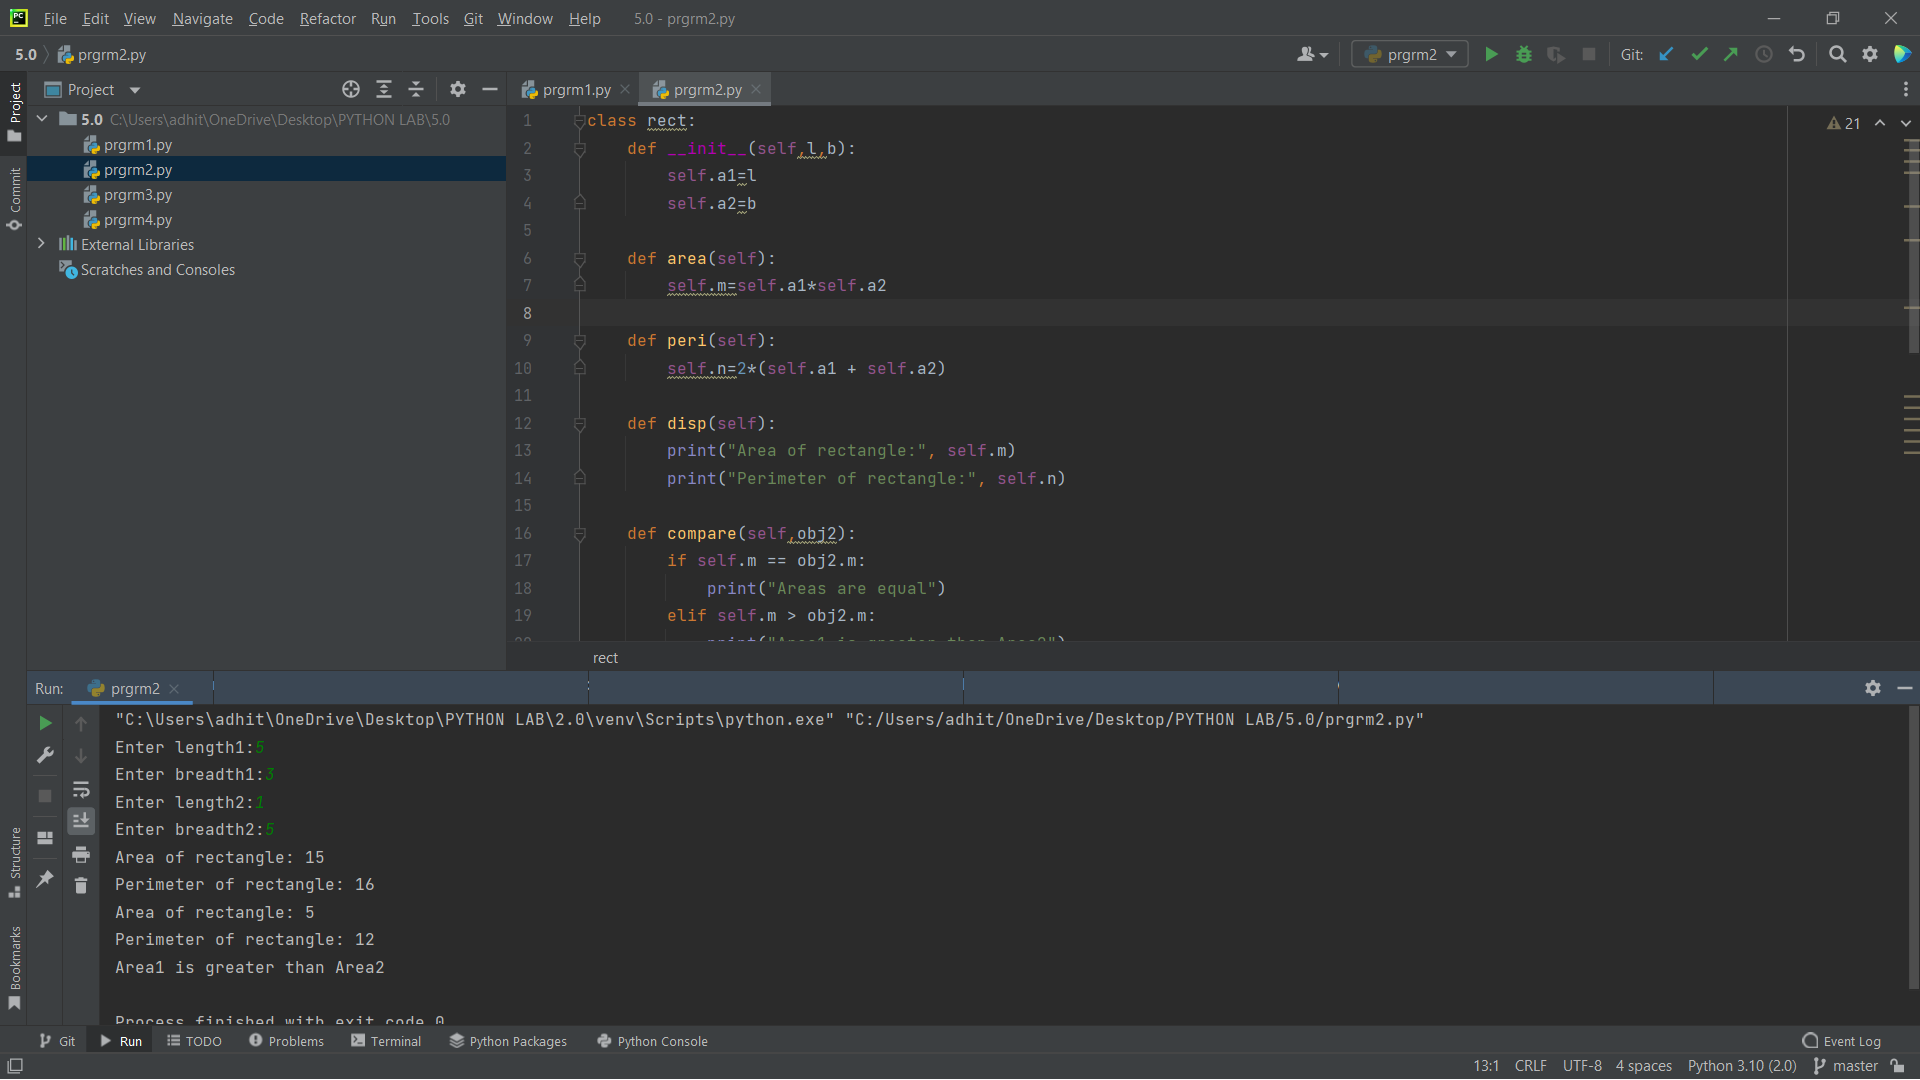 File Edit View Navigate Code Refactor Run Tools Git Window Help 5.0 - prgrm2.py
5.0 prgrm2.py prgrm2 Git:
Project
prgrm1.py prgrm2.py
5.0 C:\Users\adhit\OneDrive\Desktop\PYTHON LAB\5.0
prgrm1.py
prgrm2.py
prgrm3.py
prgrm4.py
External Libraries
Scratches and Consoles
Project
Commit
Structure
Bookmarks
21
1 class rect:
2 def __init__(self,l,b):
3 self.a1=l
4 self.a2=b
5
6 def area(self):
7 self.m=self.a1*self.a2
8
9 def peri(self):
10 self.n=2*(self.a1 + self.a2)
11
12 def disp(self):
13 print("Area of rectangle:", self.m)
14 print("Perimeter of rectangle:", self.n)
15
16 def compare(self,obj2):
17 if self.m == obj2.m:
18 print("Areas are equal")
19 elif self.m > obj2.m:
20 print("Area1 is greater than Area2")
rect
Run: prgrm2
"C:\Users\adhit\OneDrive\Desktop\PYTHON LAB\2.0\venv\Scripts\python.exe" "C:/Users/adhit/OneDrive/Desktop/PYTHON LAB/5.0/prgrm2.py"
Enter length1:5
Enter breadth1:3
Enter length2:1
Enter breadth2:5
Area of rectangle: 15
Perimeter of rectangle: 16
Area of rectangle: 5
Perimeter of rectangle: 12
Area1 is greater than Area2
Process finished with exit code 0
Git Run TODO Problems Terminal Python Packages Python Console Event Log
13:1 CRLF UTF-8 4 spaces Python 3.10 (2.0) master